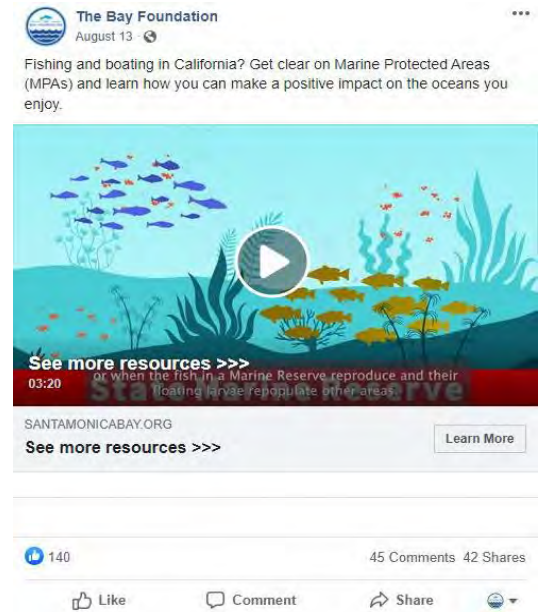 The Bay Foundation
August 13
Fishing and boating in California? Get clear on Marine Protected Areas
(MPAs) and learn how you can make a positive impact on the oceans you
enjoy.
See more resources >>>
03:20
or when the fish in a Marine Reserve reproduce and their
floating larvae repopulate other areas.
State Marine Reserve
SANTAMONICABAY.ORG
See more resources >>>
Learn More
140
45 Comments 42 Shares
Like Comment Share